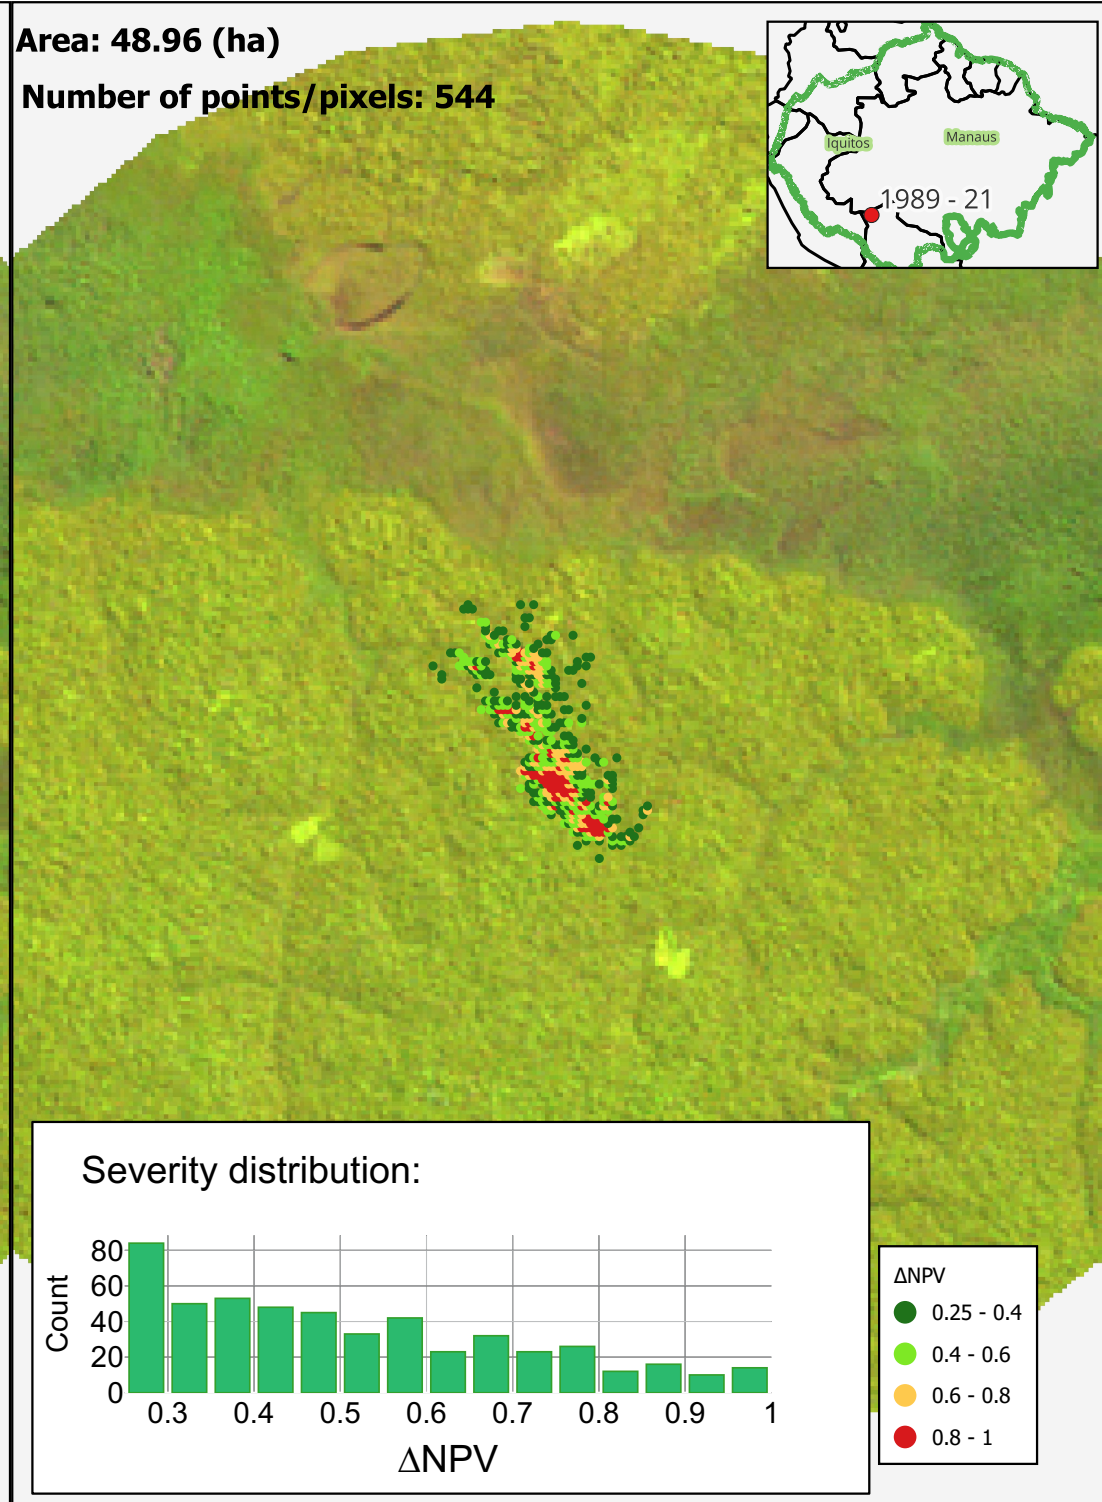 Area: 48.96 (ha)
Number of points/pixels: 544
Iquitos
Manaus
1989 - 21
Severity distribution:
Count
80
60
40
20
0
0.3 0.4 0.5 0.6 0.7 0.8 0.9 1
ΔNPV
ΔNPV
0.25 - 0.4
0.4 - 0.6
0.6 - 0.8
0.8 - 1